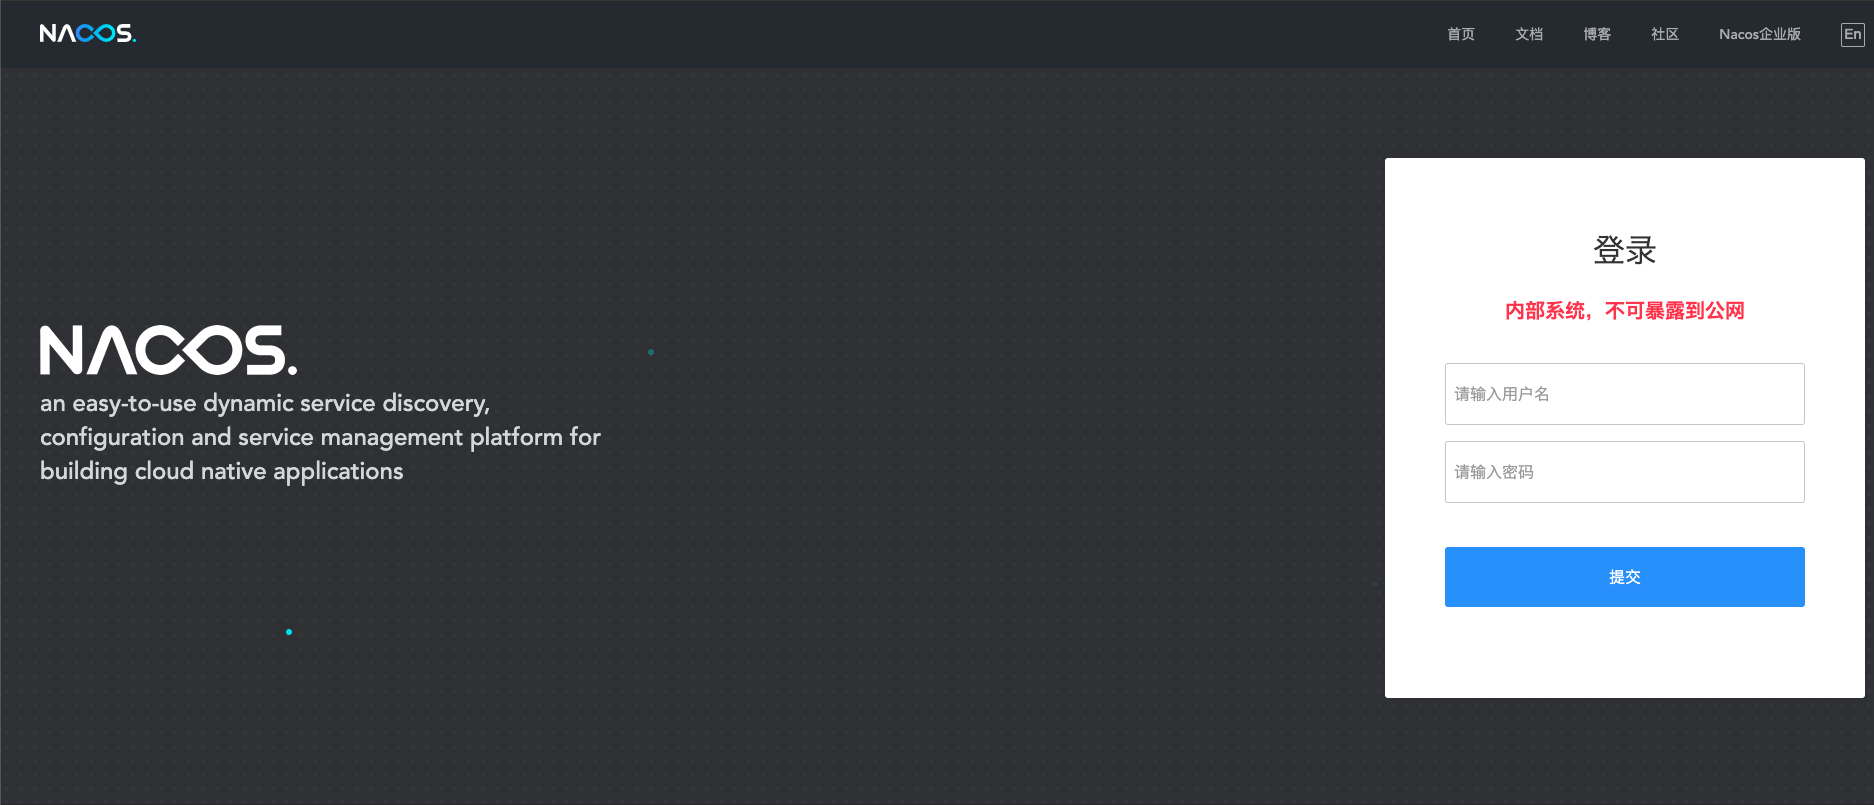 NACOS.
首页
文档
博客
社区
Nacos企业版
En
NACOS.
an easy-to-use dynamic service discovery,
configuration and service management platform for
building cloud native applications
登录
内部系统，不可暴露到公网
请输入用户名
请输入密码
提交